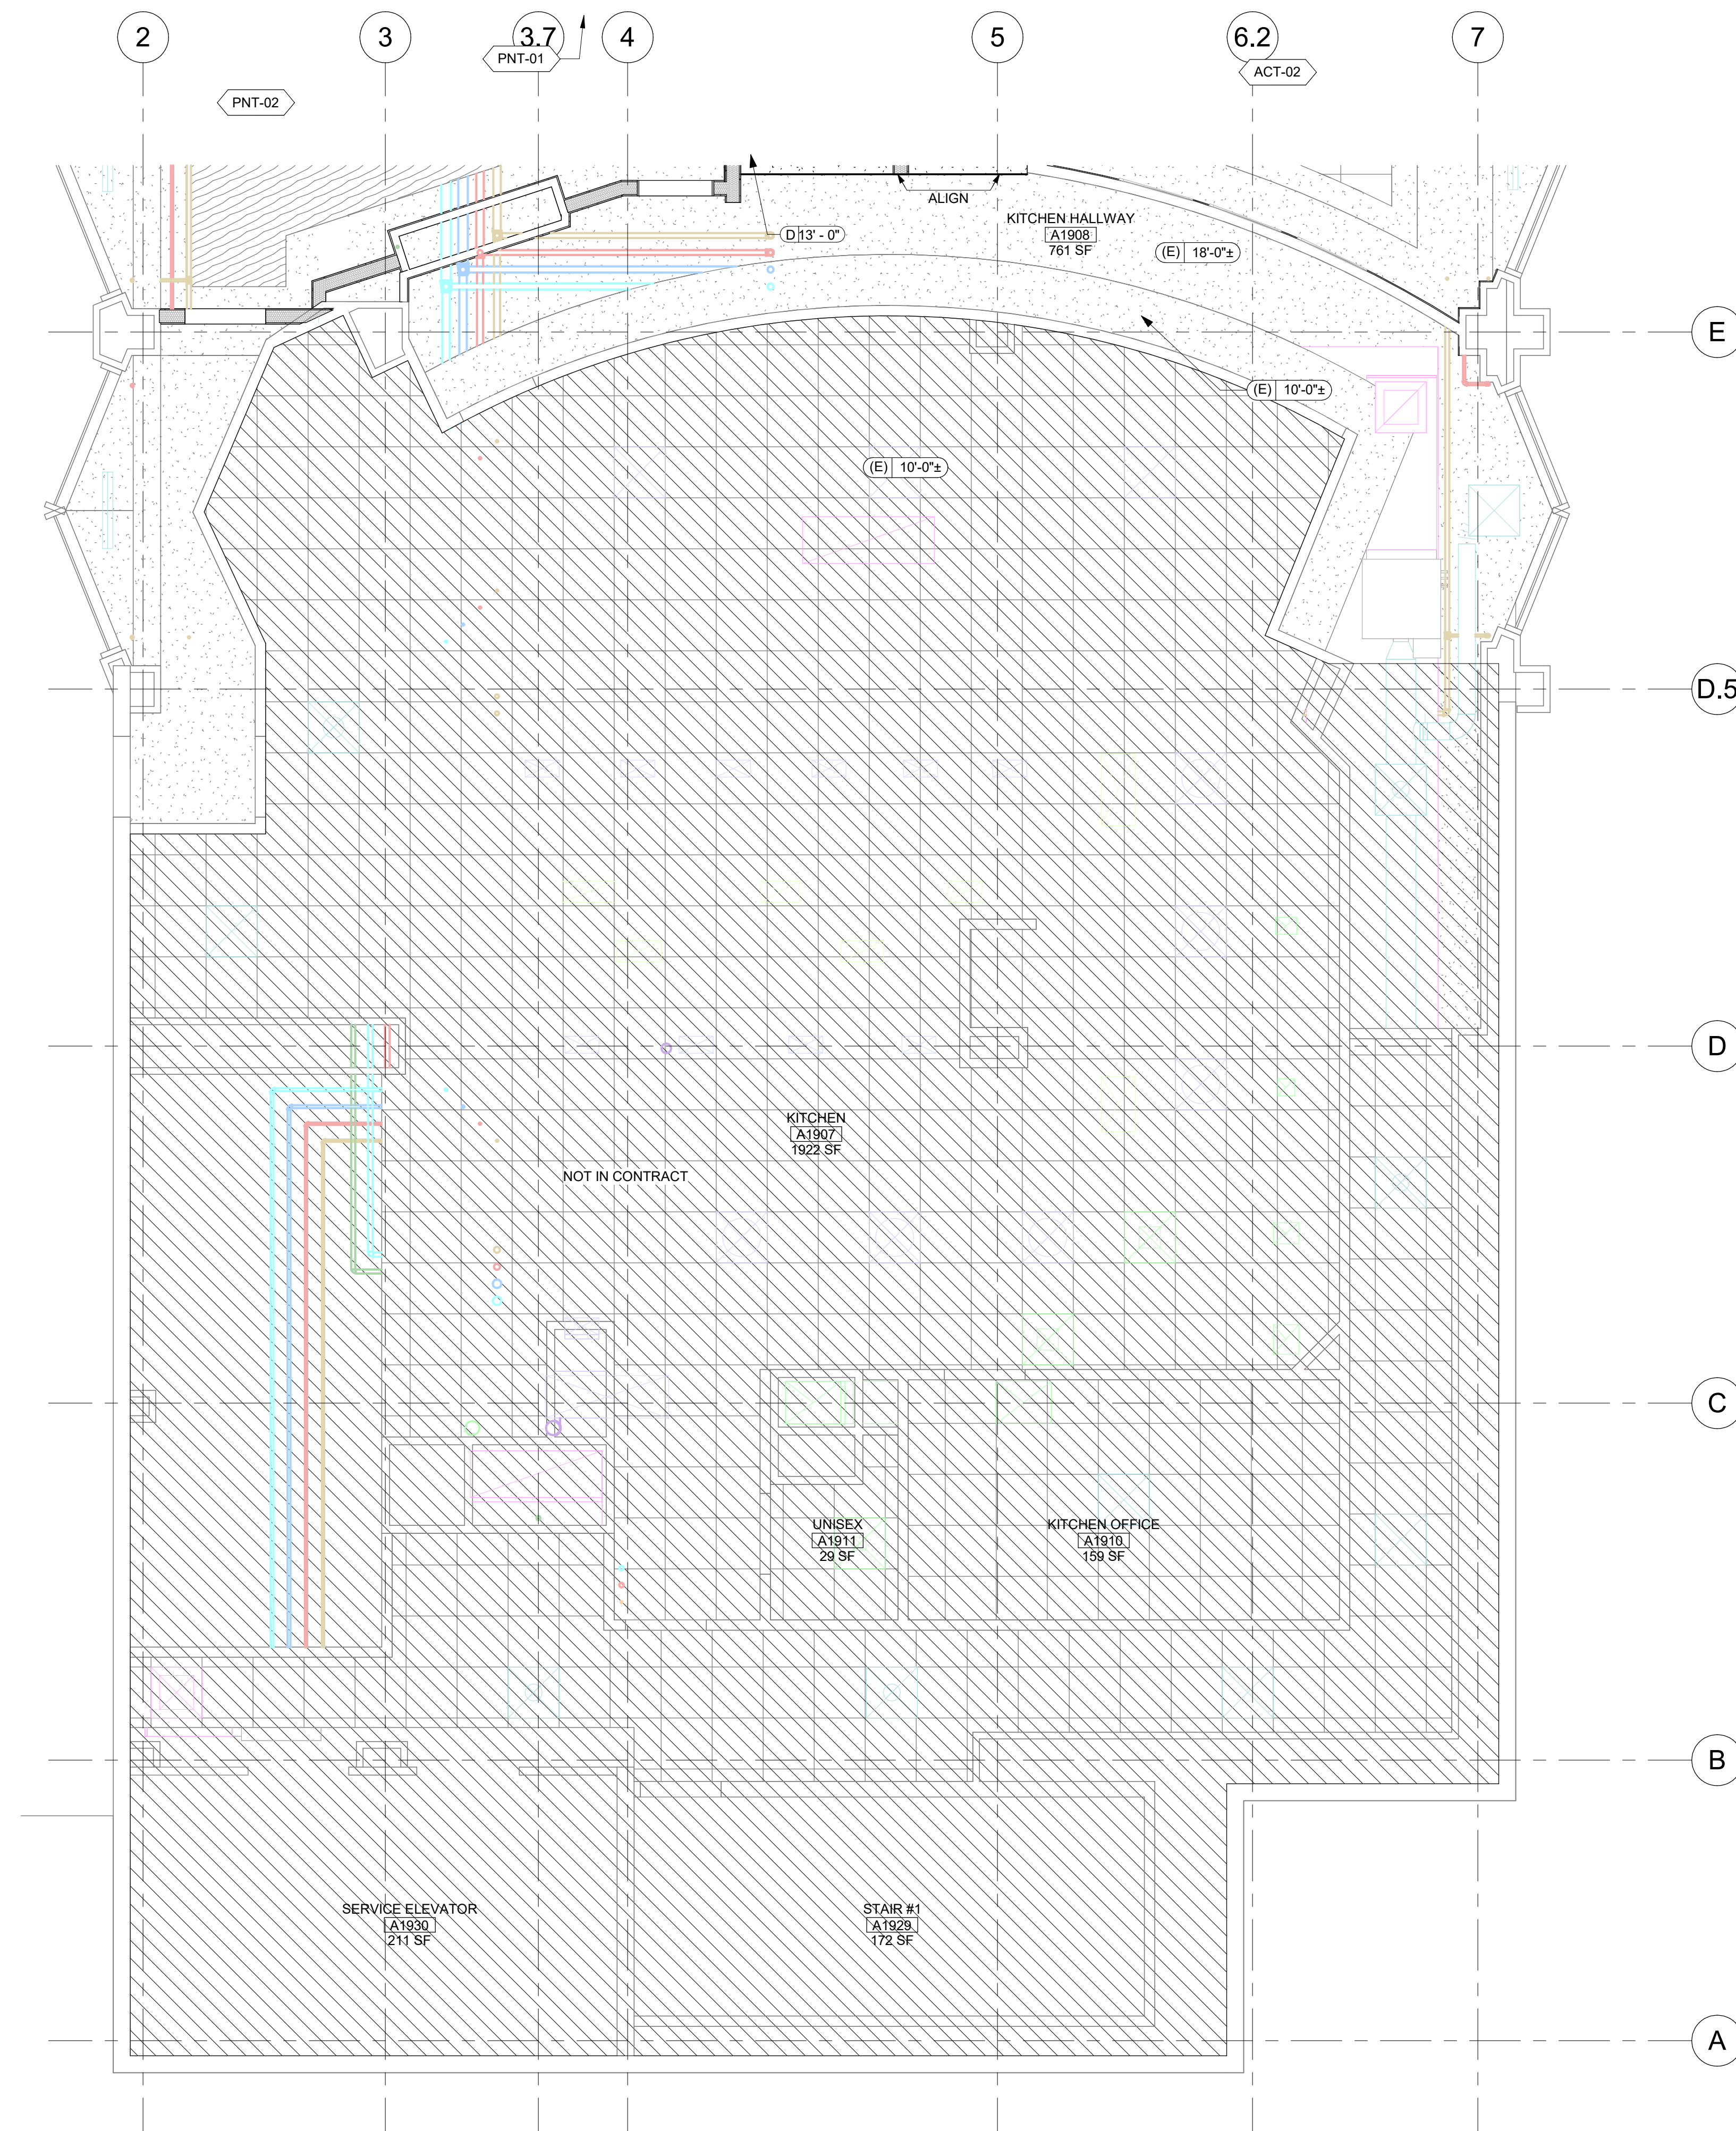 2
3
3.7
4
5
6.2
7
PNT-01
ACT-02
PNT-02
ALIGN
KITCHEN HALLWAY
A1908
761 SF
D 13' - 0"
(E) 18'-0"±
E
(E) 10'-0"±
(E) 10'-0"±
D.5
D
KITCHEN
A1907
1922 SF
NOT IN CONTRACT
C
UNISEX
A1911
29 SF
KITCHEN OFFICE
A1910
159 SF
B
SERVICE ELEVATOR
A1930
211 SF
STAIR #1
A1929
172 SF
A